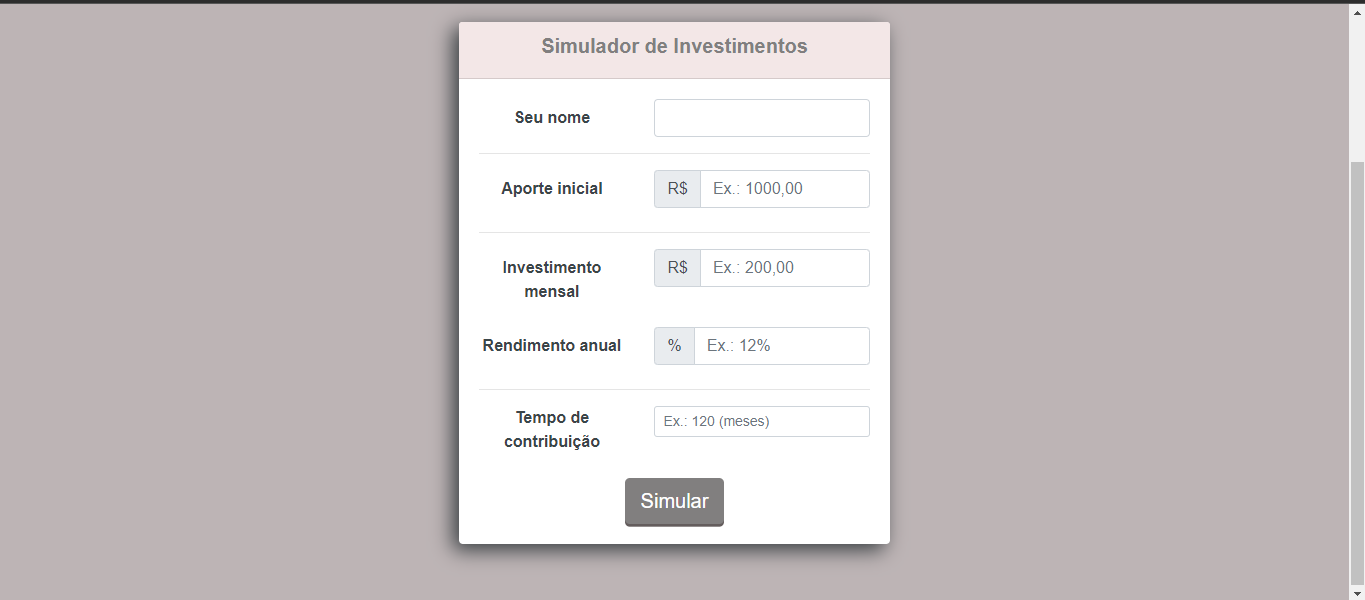 Simulador de Investimentos
Seu nome
Aporte inicial
R$ Ex.: 1000,00
Investimento
mensal
R$ Ex.: 200,00
Rendimento anual
% Ex.: 12%
Tempo de
contribuição
Ex.: 120 (meses)
Simular